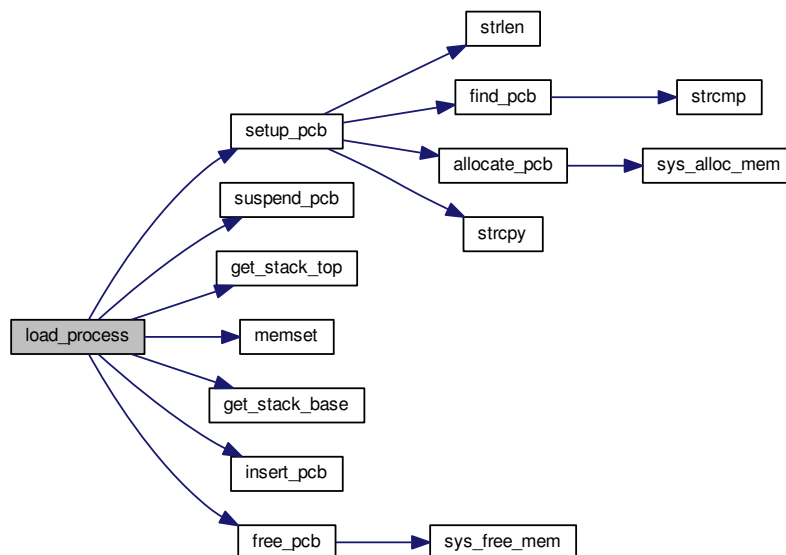 strlen
find_pcb
strcmp
setup_pcb
allocate_pcb
sys_alloc_mem
suspend_pcb
strcpy
get_stack_top
load_process
memset
get_stack_base
insert_pcb
free_pcb
sys_free_mem